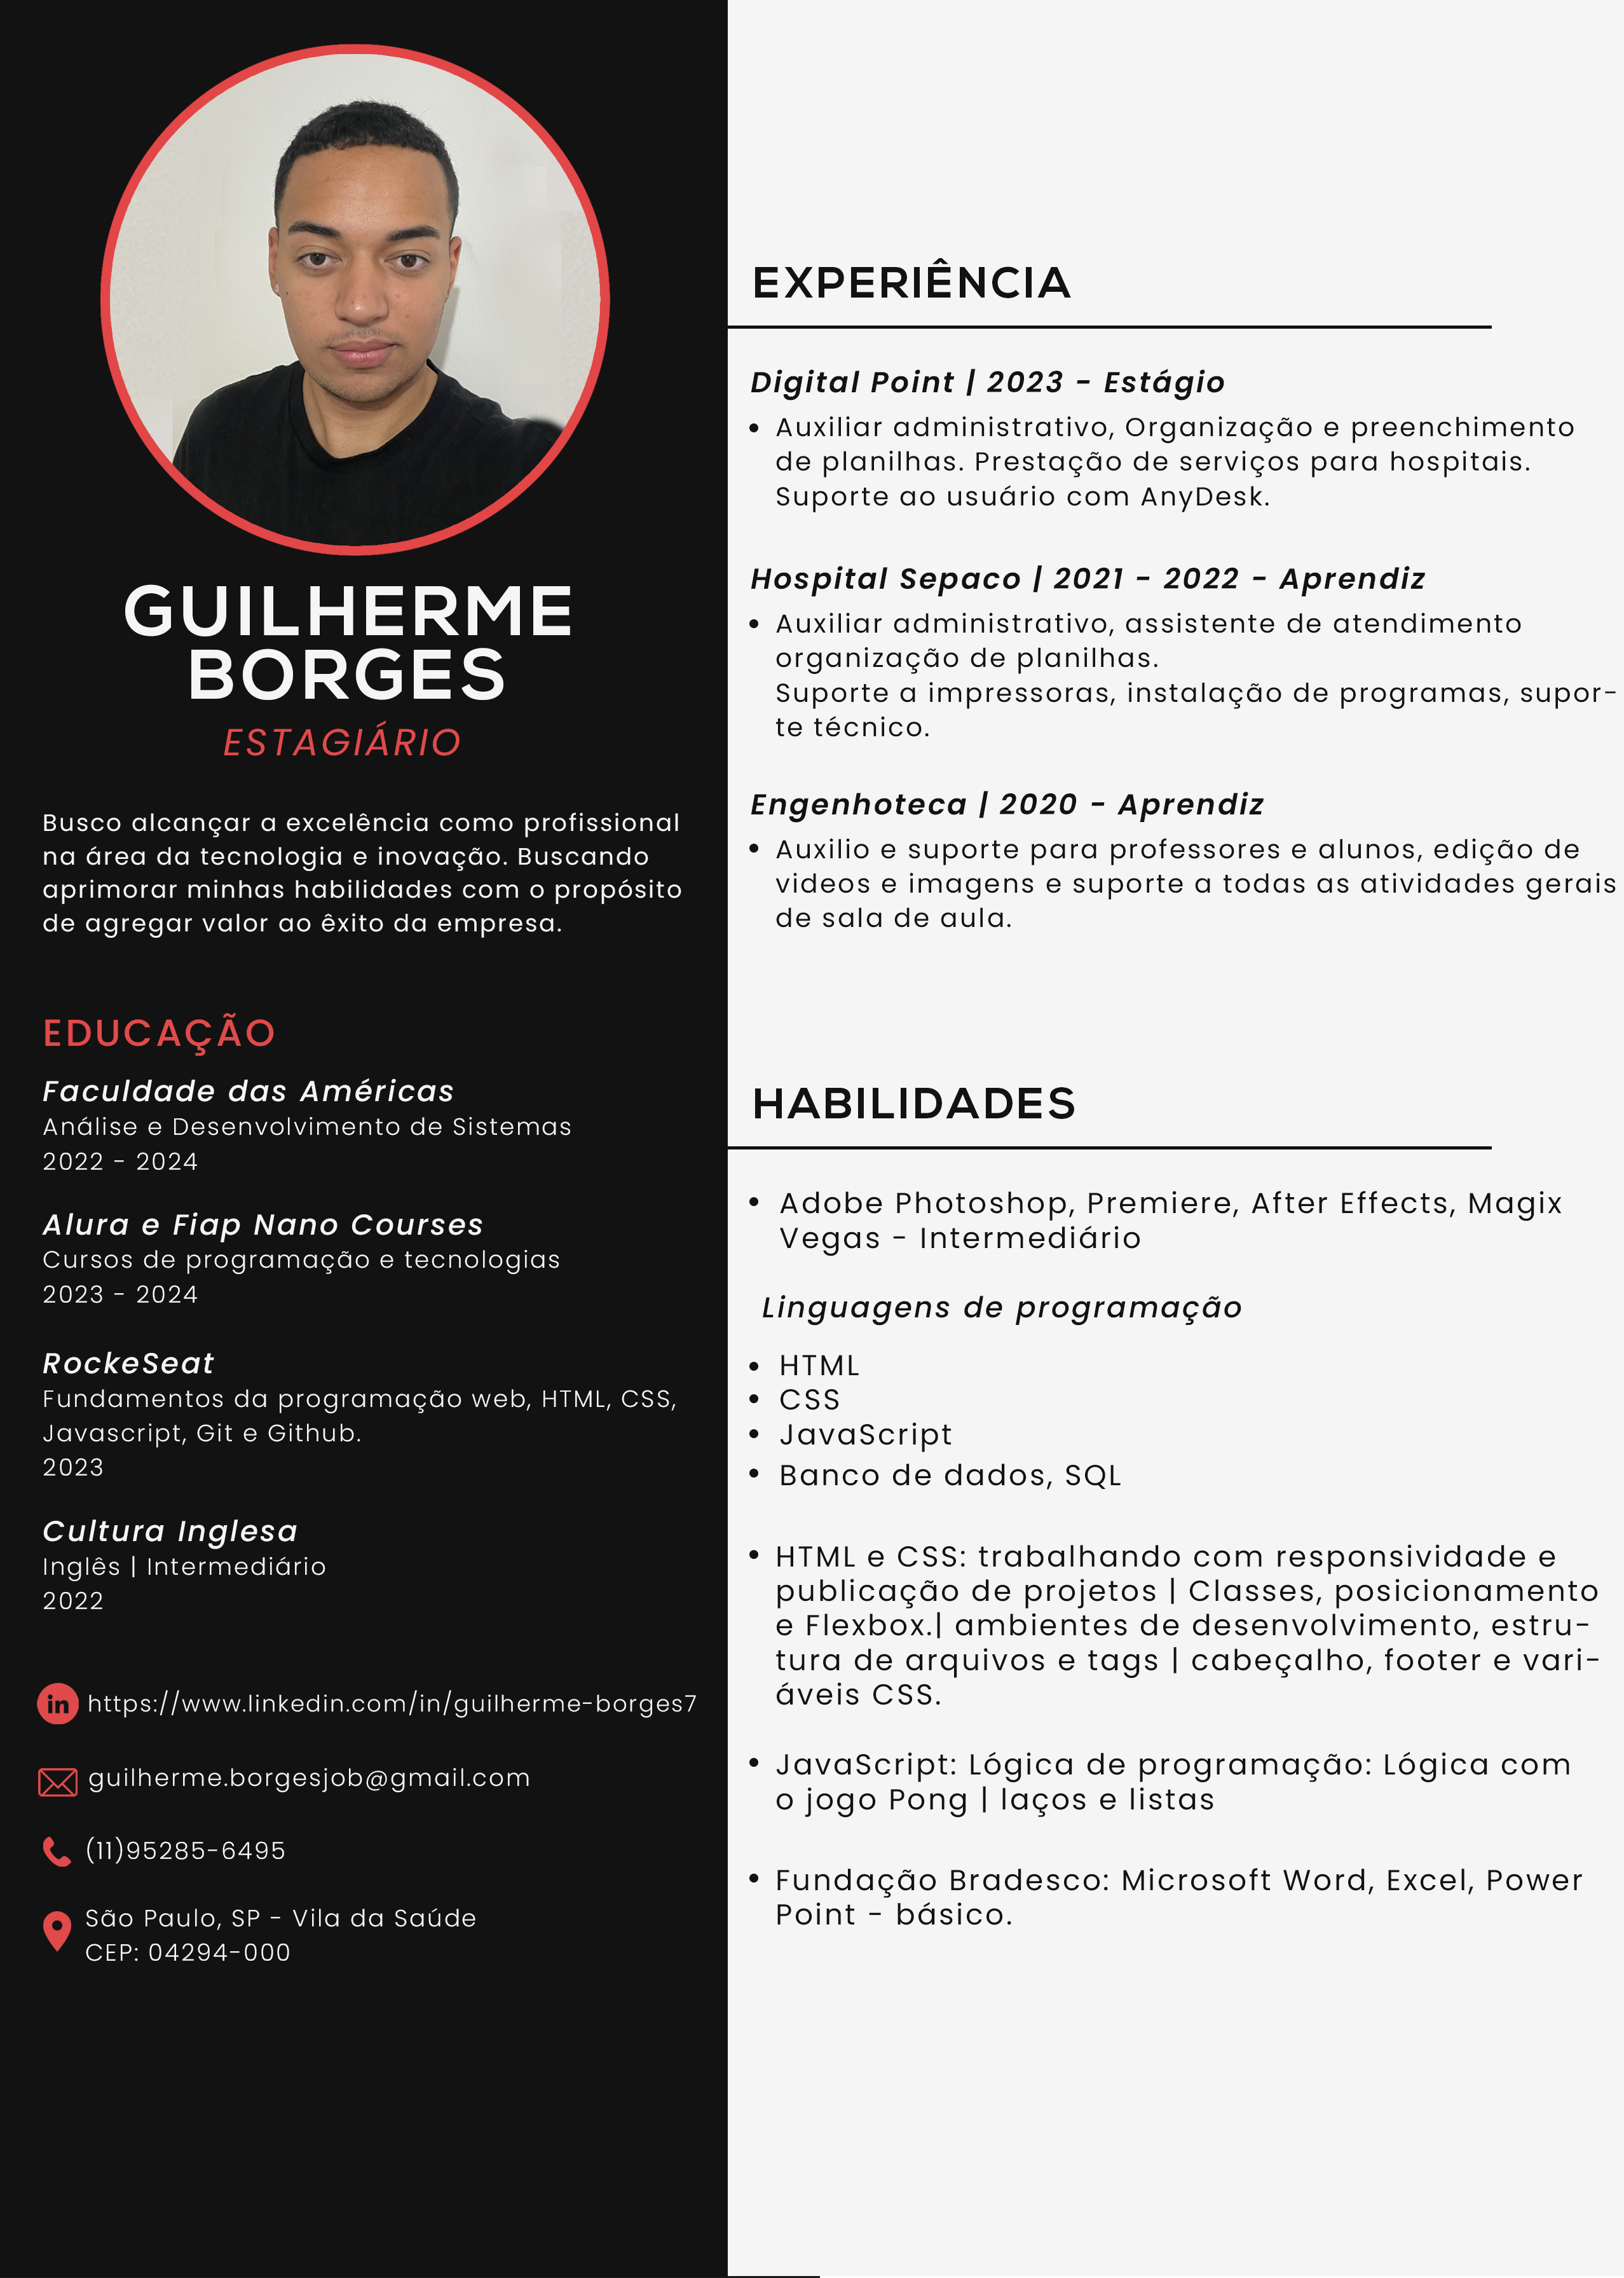 GUILHERME
BORGES
ESTAGIÁRIO
Busco alcançar a excelência como profissional
na área da tecnologia e inovação. Buscando
aprimorar minhas habilidades com o propósito
de agregar valor ao êxito da empresa.
EDUCAÇÃO
Faculdade das Américas
Análise e Desenvolvimento de Sistemas
2022 - 2024
Alura e Fiap Nano Courses
Cursos de programação e tecnologias
2023 - 2024
RockeSeat
Fundamentos da programação web, HTML, CSS,
Javascript, Git e Github.
2023
Cultura Inglesa
Inglês | Intermediário
2022
in https://www.linkedin.com/in/guilherme-borges7
guilherme.borgesjob@gmail.com
(11)95285-6495
São Paulo, SP - Vila da Saúde
CEP: 04294-000
EXPERIÊNCIA
Digital Point | 2023 - Estágio
• Auxiliar administrativo, Organização e preenchimento
de planilhas. Prestação de serviços para hospitais.
Suporte ao usuário com AnyDesk.
Hospital Sepaco | 2021 - 2022 - Aprendiz
• Auxiliar administrativo, assistente de atendimento
organização de planilhas.
Suporte a impressoras, instalação de programas, supor-
te técnico.
Engenhoteca | 2020 - Aprendiz
• Auxilio e suporte para professores e alunos, edição de
videos e imagens e suporte a todas as atividades gerais
de sala de aula.
HABILIDADES
• Adobe Photoshop, Premiere, After Effects, Magix
Vegas - Intermediário
Linguagens de programação
• HTML
• CSS
• JavaScript
• Banco de dados, SQL
• HTML e CSS: trabalhando com responsividade e
publicação de projetos | Classes, posicionamento
e Flexbox.| ambientes de desenvolvimento, estru-
tura de arquivos e tags | cabeçalho, footer e vari-
áveis CSS.
• JavaScript: Lógica de programação: Lógica com
o jogo Pong | laços e listas
• Fundação Bradesco: Microsoft Word, Excel, Power
Point - básico.